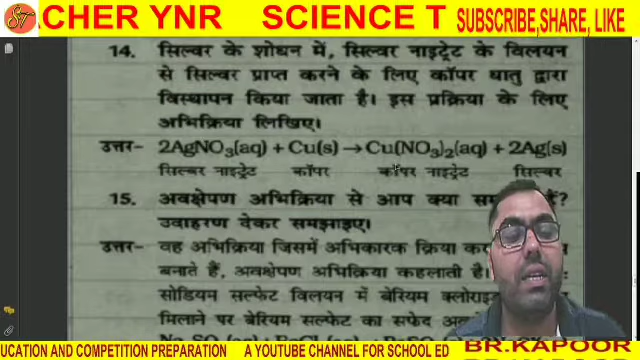 ST ACHER YNR SCIENCE T SUBSCRIBE,SHARE, LIKE
14. सिल्वर के शोधन में, सिल्वर नाइट्रेट के विलयन
से सिल्वर प्राप्त करने के लिए कॉपर धातु द्वारा
विस्थापन किया जाता है। इस प्रक्रिया के लिए
अभिक्रिया लिखिए।
उत्तर– 2AgNO₃(aq) + Cu(s) → Cu(NO₃)₂(aq) + 2Ag(s)
सिल्वर नाइट्रेट कॉपर कॉपर नाइट्रेट सिल्वर
15. अवक्षेपण अभिक्रिया से आप क्या हैं?
उदाहरण देकर समझाइए।
उत्तर– वह अभिक्रिया जिसमें अभिकारक क्रिया
बनाते हैं, अवक्षेपण अभिक्रिया कहलाती है।
सोडियम सल्फेट विलयन में बेरियम
मिलाने पर बेरियम सल्फेट का सफेद
UCATION AND COMPETITION PREPARATION A YOUTUBE CHANNEL FOR SCHOOL ED BR.KAPOOR